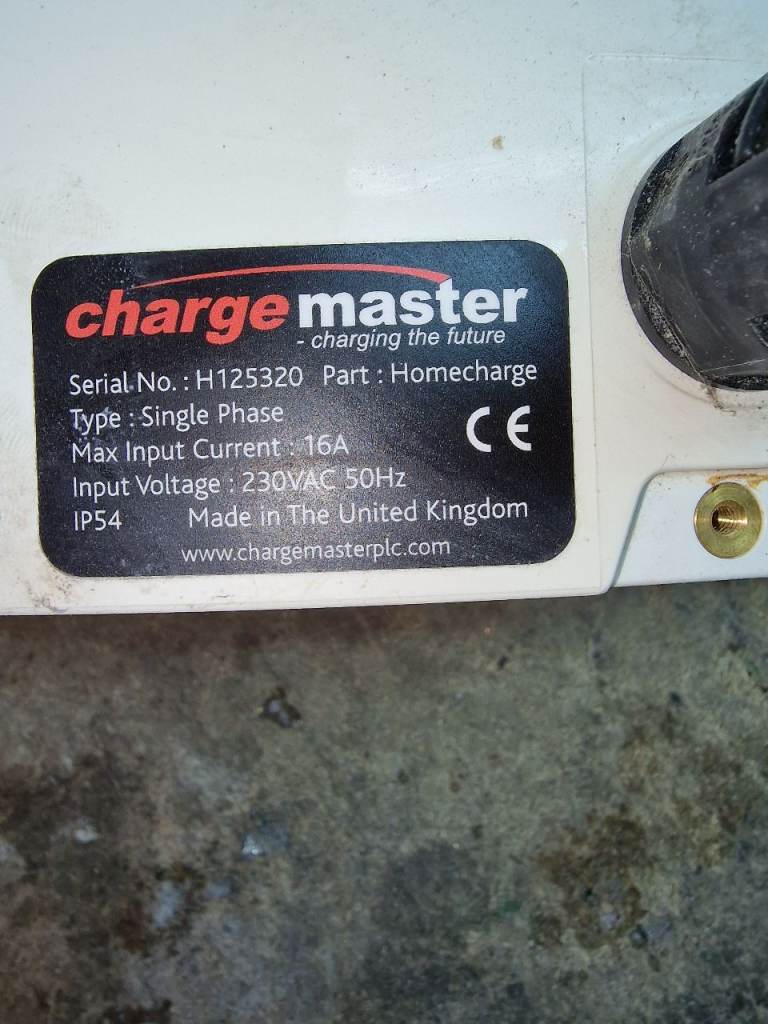 chargemaster
- charging the future
Serial No. : H125320 Part : Homecharge
Type : Single Phase
Max Input Current : 16A
Input Voltage : 230VAC 50Hz
CE
IP54 Made in The United Kingdom
www.chargemasterplc.com